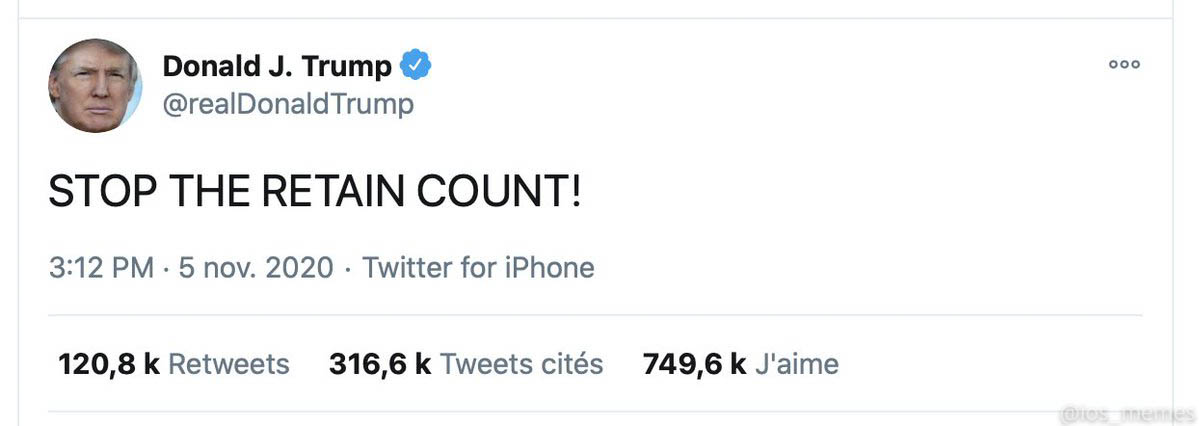 Donald J. Trump
@realDonaldTrump
STOP THE RETAIN COUNT!
3:12 PM · 5 nov. 2020 · Twitter for iPhone
120,8 k Retweets 316,6 k Tweets cités 749,6 k J'aime
@ios_memes